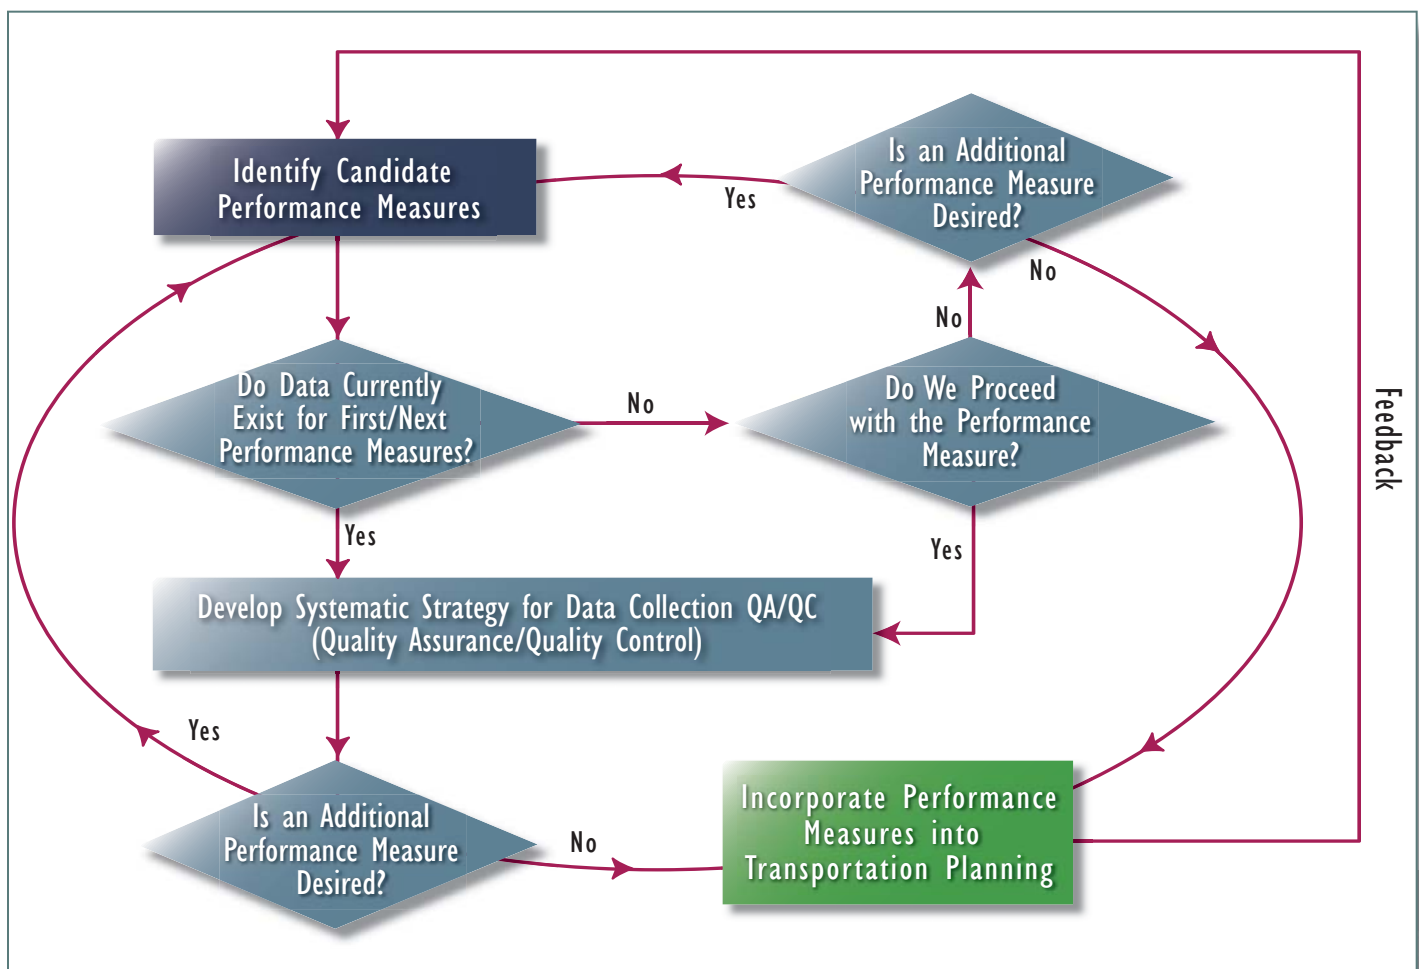 Identify Candidate
Performance Measures
Is an Additional
Performance Measure
Desired?
Yes
No
No
Do Data Currently
Exist for First/Next
Performance Measures?
No
Do We Proceed
with the Performance
Measure?
Feedback
Yes
Yes
Develop Systematic Strategy for Data Collection QA/QC
(Quality Assurance/Quality Control)
Yes
Is an Additional
Performance Measure
Desired?
No
Incorporate Performance
Measures into
Transportation Planning